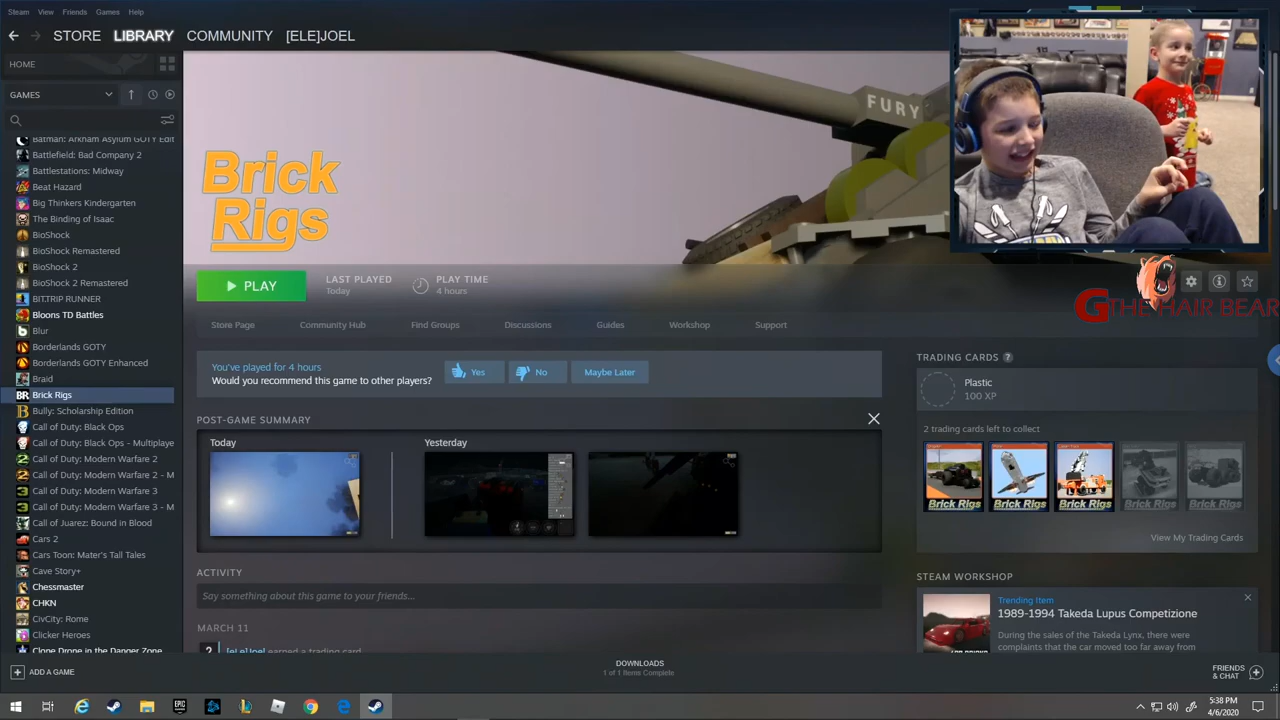 Steam View Friends Games Help
STORE LIBRARY COMMUNITY [ELE]JOEL
HOME
GAMES
Batman: Arkham Asylum GOTY Edit
Battlefield: Bad Company 2
Battlestations: Midway
Beat Hazard
Big Thinkers Kindergarten
The Binding of Isaac
BioShock
BioShock Remastered
BioShock 2
BioShock 2 Remastered
BITTRIP RUNNER
Bloons TD Battles
Blur
Borderlands GOTY
Borderlands GOTY Enhanced
Braid
Brick Rigs
Bully: Scholarship Edition
Call of Duty: Black Ops
Call of Duty: Black Ops - Multiplaye
Call of Duty: Modern Warfare 2
Call of Duty: Modern Warfare 2 - M
Call of Duty: Modern Warfare 3
Call of Duty: Modern Warfare 3 - M
Call of Juarez: Bound in Blood
Cars 2
Cars Toon: Mater's Tall Tales
Cave Story+
Chessmaster
CHKN
CivCity: Rome
Clicker Heroes
Clone Drone in the Danger Zone
ADD A GAME
FURY
Brick
Rigs
PLAY
LAST PLAYED
Today
PLAY TIME
4 hours
G THE HAIR BEAR
Store Page Community Hub Find Groups Discussions Guides Workshop Support
You've played for 4 hours
Would you recommend this game to other players?
Yes No Maybe Later
POST-GAME SUMMARY
Today Yesterday
ACTIVITY
Say something about this game to your friends...
MARCH 11
[ELE]JOEL earned a trading card
TRADING CARDS ?
Plastic
100 XP
2 trading cards left to collect
Brick Rigs Brick Rigs Brick Rigs Brick Rigs Brick Rigs
View My Trading Cards
STEAM WORKSHOP
Trending Item
1989-1994 Takeda Lupus Competizione
During the sales of the Takeda Lynx, there were
complaints that the car moved too far away from
DOWNLOADS
1 of 1 Items Complete
FRIENDS
& CHAT
EPIC
5:38 PM
4/6/2020